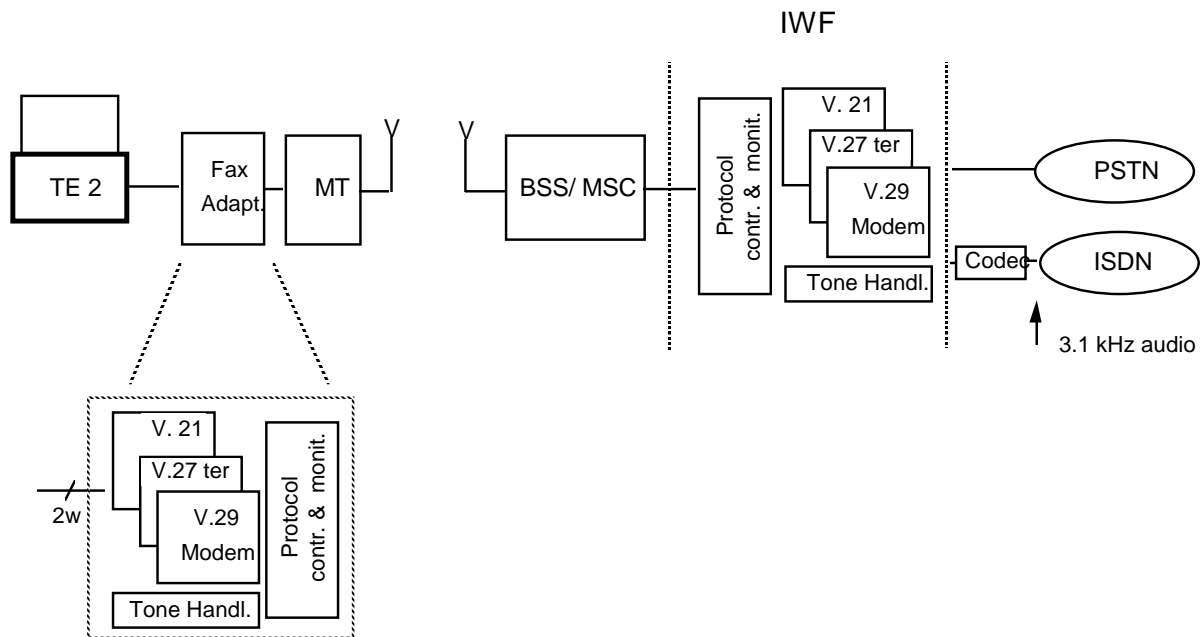 IWF
TE 2
Fax
Adapt.
MT
BSS/ MSC
Protocol
contr. & monit.
V. 21
V.27 ter
V.29
Modem
Tone Handl.
PSTN
Codec
ISDN
3.1 kHz audio
2w
V. 21
V.27 ter
V.29
Modem
Tone Handl.
Protocol
contr. & monit.